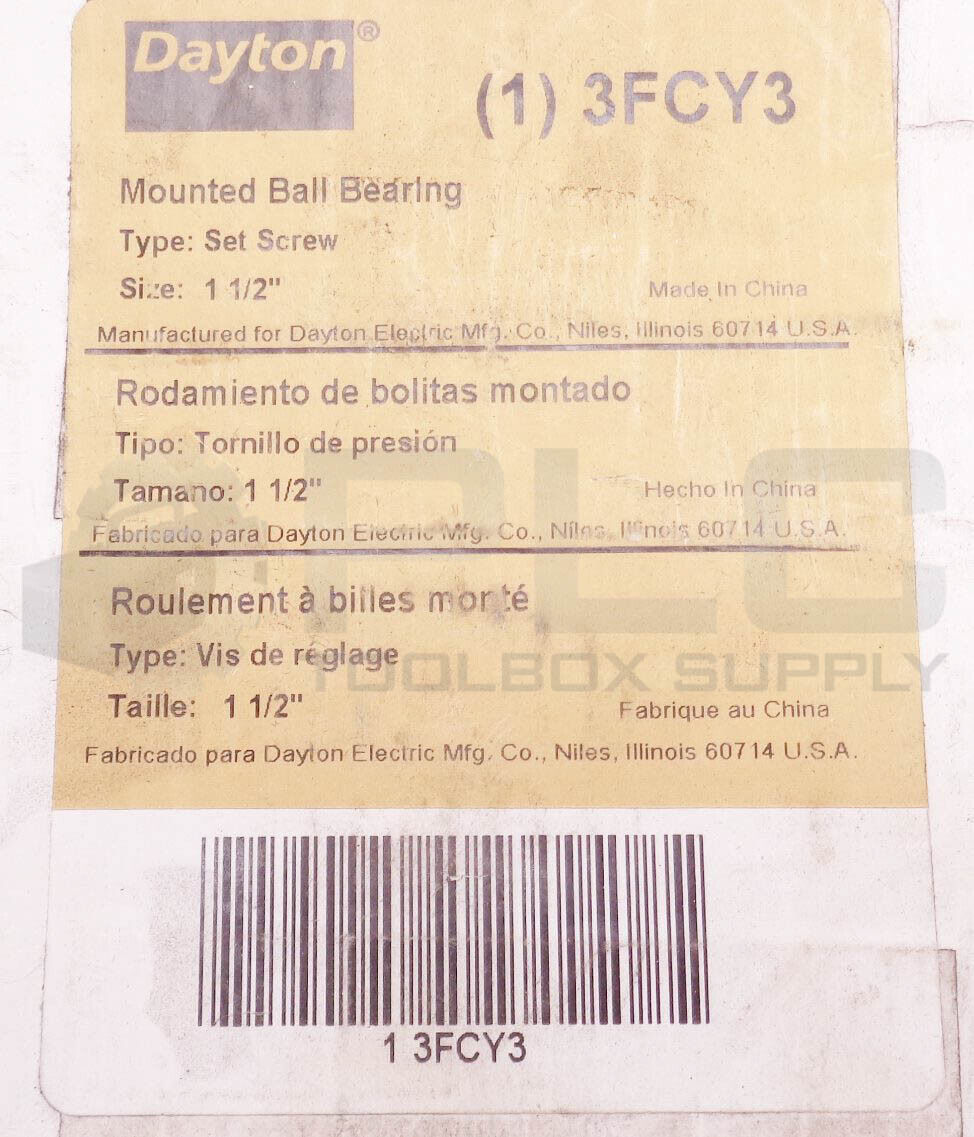 Dayton®
(1) 3FCY3
Mounted Ball Bearing
Type: Set Screw
Size: 1 1/2"
Made In China
Manufactured for Dayton Electric Mfg. Co., Niles, Illinois 60714 U.S.A.
Rodamiento de bolitas montado
Tipo: Tornillo de presión
Tamano: 1 1/2"
Hecho In China
Fabricado para Dayton Electric Mfg. Co., Niles, Illinois 60714 U.S.A.
Roulement à billes monté
Type: Vis de réglage
Taille: 1 1/2"
Fabrique au China
Fabricado para Dayton Electric Mfg. Co., Niles, Illinois 60714 U.S.A.
1 3FCY3
PLC
TOOLBOX SUPPLY